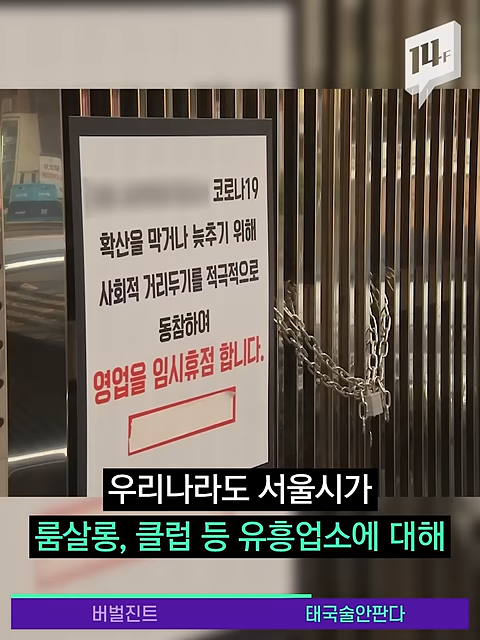 14F
코로나19
확산을 막거나 늦추기 위해
사회적 거리두기를 적극적으로
동참하여
영업을 임시휴점 합니다.
우리나라도 서울시가
룸살롱, 클럽 등 유흥업소에 대해
버벌진트
태국술안판다